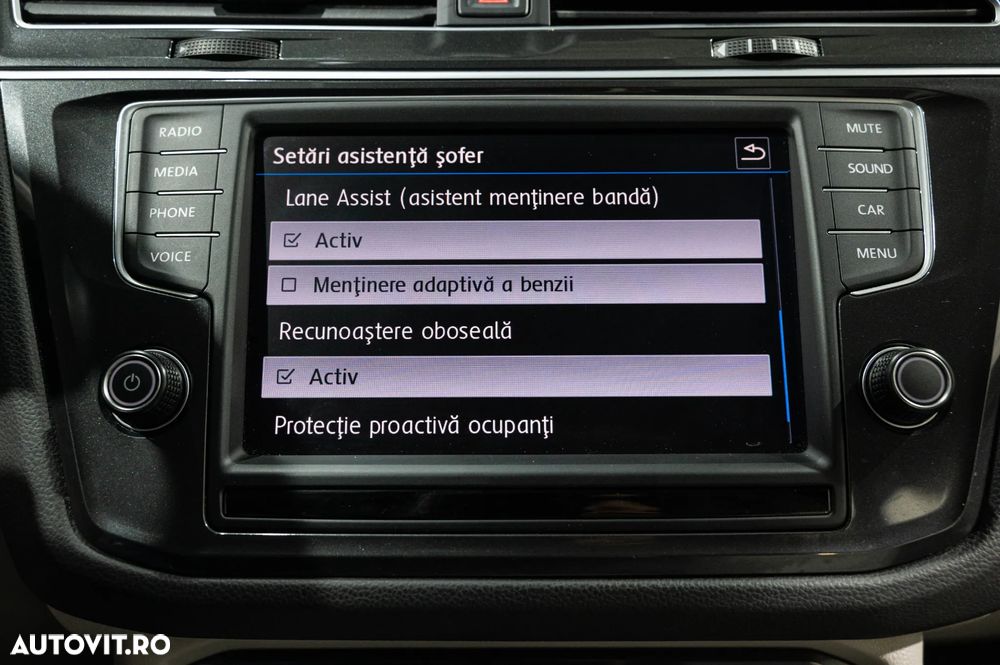 RADIO
MEDIA
PHONE
VOICE
Setări asistenţă şofer
Lane Assist (asistent menţinere bandă)
Activ
Menţinere adaptivă a benzii
Recunoaştere oboseală
Activ
Protecţie proactivă ocupanţi
MUTE
SOUND
CAR
MENU
AUTOVIT.RO